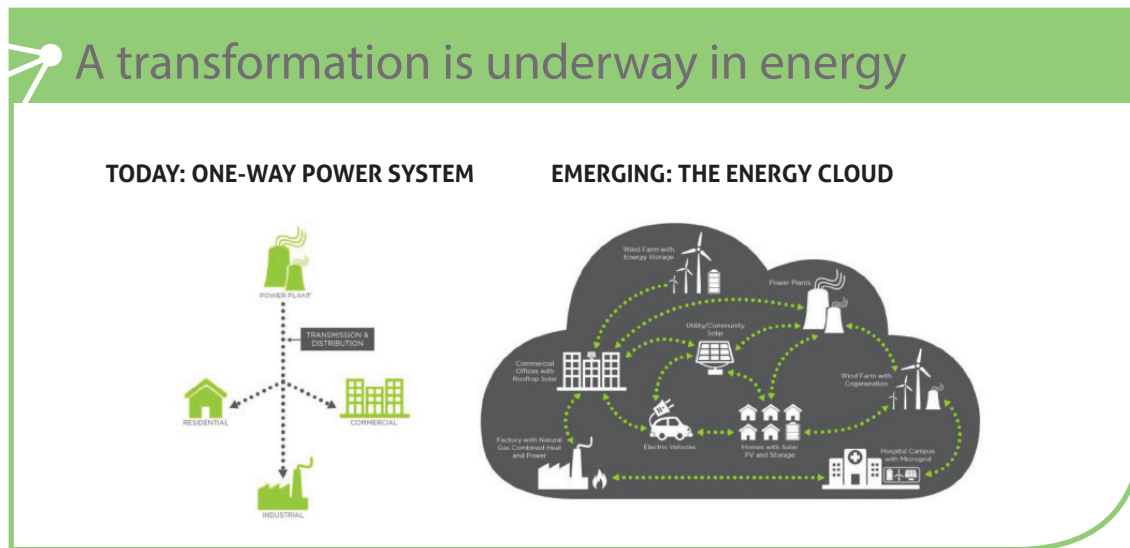 A transformation is underway in energy
TODAY: ONE-WAY POWER SYSTEM
POWER PLANT
TRANSMISSION &
DISTRIBUTION
RESIDENTIAL
COMMERCIAL
INDUSTRIAL
EMERGING: THE ENERGY CLOUD
Wind Farm with
Energy Storage
Power Plants
Utility/Community
Solar
Commercial
Offices with
Rooftop Solar
Wind Farm with
Cogeneration
Electric Vehicles
Homes with Solar
PV and Storage
Factory with Natural
Gas Combined Heat
and Power
Hospital Campus
with Microgrid